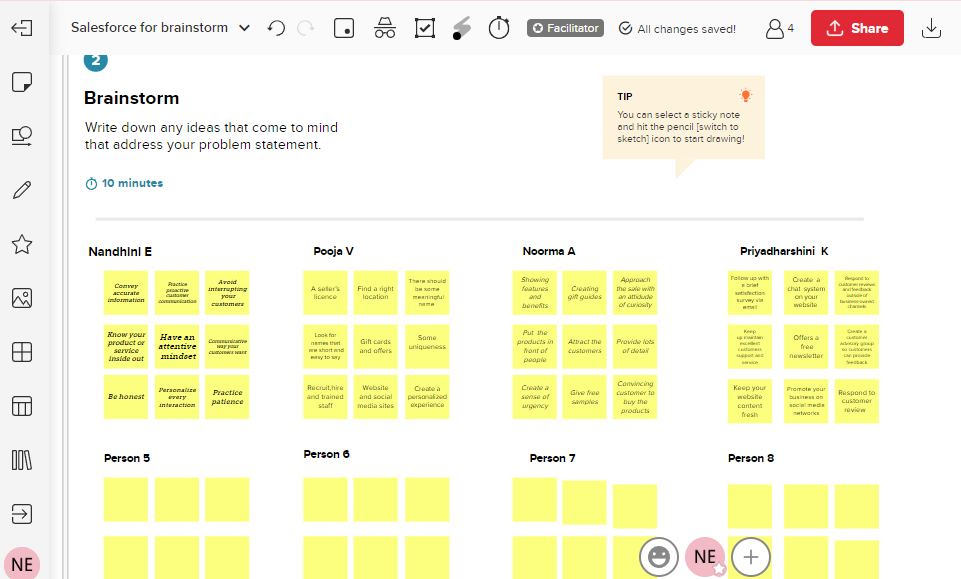 Salesforce for brainstorm
Facilitator
All changes saved!
4
Share
2
Brainstorm
Write down any ideas that come to mind
that address your problem statement.
10 minutes
TIP
You can select a sticky note
and hit the pencil [switch to
sketch] icon to start drawing!
Nandhini E
Convey
accurate
information
Practice
proactive
customer
communication
Avoid
interrupting
your
customers
Know your
product or
service
inside out
Have an
attentive
mindset
Communicative
way your
customers want
Be honest
Personalize
every
interaction
Practice
patience
Pooja V
A seller's
licence
Find a right
location
There should
be some
meaningful
name
Look for
names that
are short and
easy to say
Gift cards
and offers
Some
uniqueness
Recruit,hire
and trained
staff
Website
and social
media sites
Create a
personalized
experience
Noorma A
Showing
features
and
benefits
Creating
gift guides
Approach
the sale with
an attidude
of curiosity
Put the
products in
front of
people
Attract the
customers
Provide lots
of detail
Create a
sense of
urgency
Give free
samples
Convincing
customer to
buy the
products
Priyadharshini K
Follow up with
a brief
satisfaction
survey via
email
Create a
chat system
on your
website
Respond to
customer reviews
and feedback
outside of
business-owned
channels
Keep
up maintain
excellent
customers
support and
service
Offers a
free
newsletter
Create a
customer
advisory group
so customers
can provide
feedback
Keep your
website
content
fresh
Promote your
business on
social media
networks
Respond to
customer
review
Person 5
Person 6
Person 7
Person 8
NE
NE